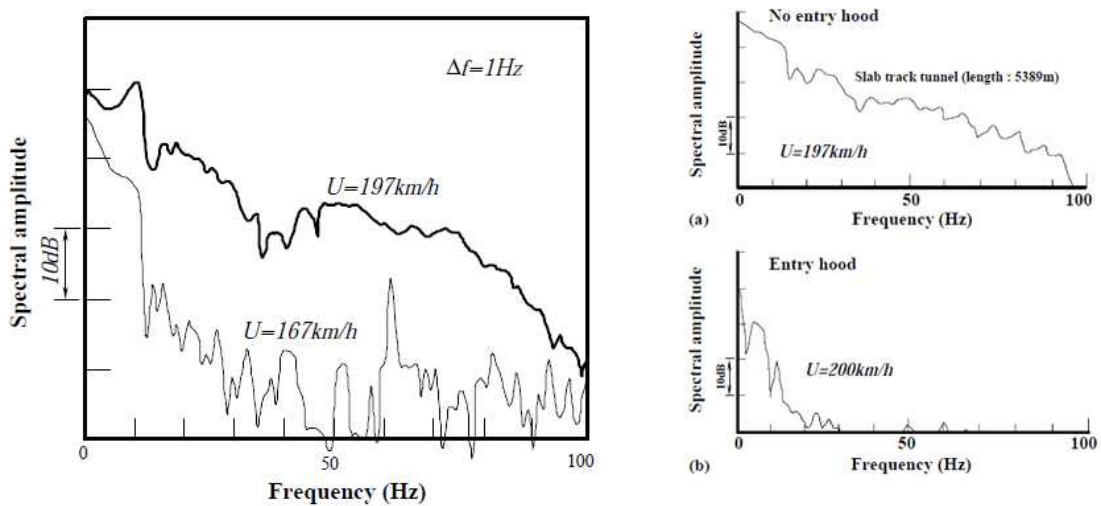 Δf=1Hz
Spectral amplitude
10dB
U=197km/h
U=167km/h
0
50
100
Frequency (Hz)
No entry hood
Slab track tunnel (length : 5389m)
Spectral amplitude
10dB
U=197km/h
0
50
100
(a)
Frequency (Hz)
Entry hood
Spectral amplitude
10dB
U=200km/h
0
50
100
(b)
Frequency (Hz)